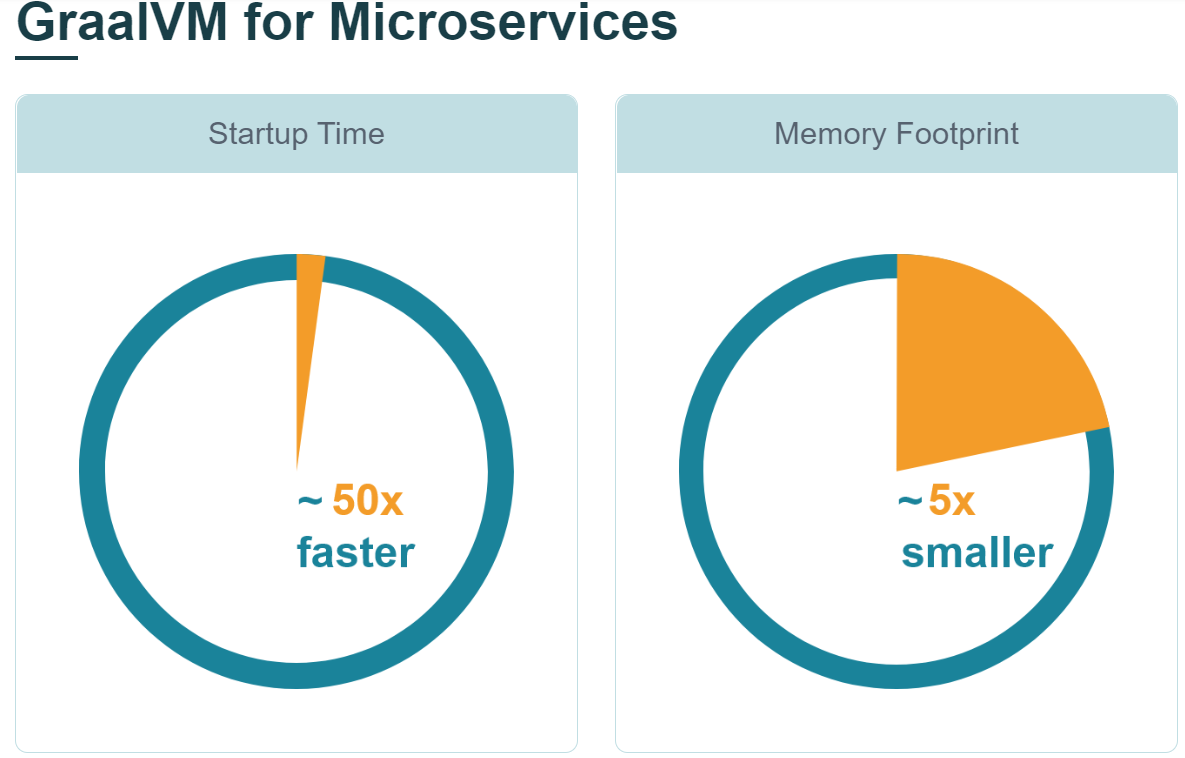 GraalVM for Microservices
Startup Time
~ 50x
faster
Memory Footprint
~ 5x
smaller